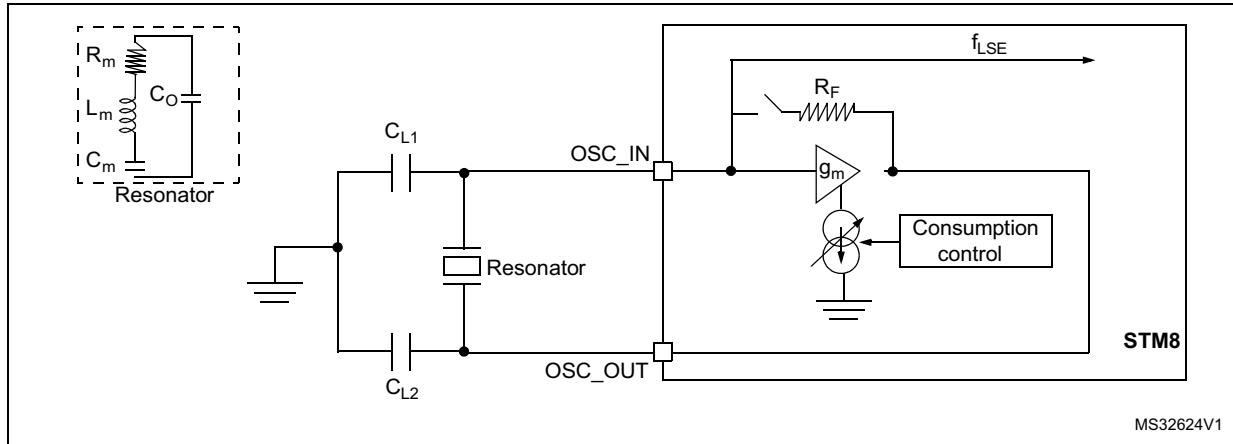 Rm
Lm
CO
Cm
Resonator
CL1
CL2
Resonator
OSC_IN
OSC_OUT
fLSE
RF
gm
Consumption
control
STM8
MS32624V1